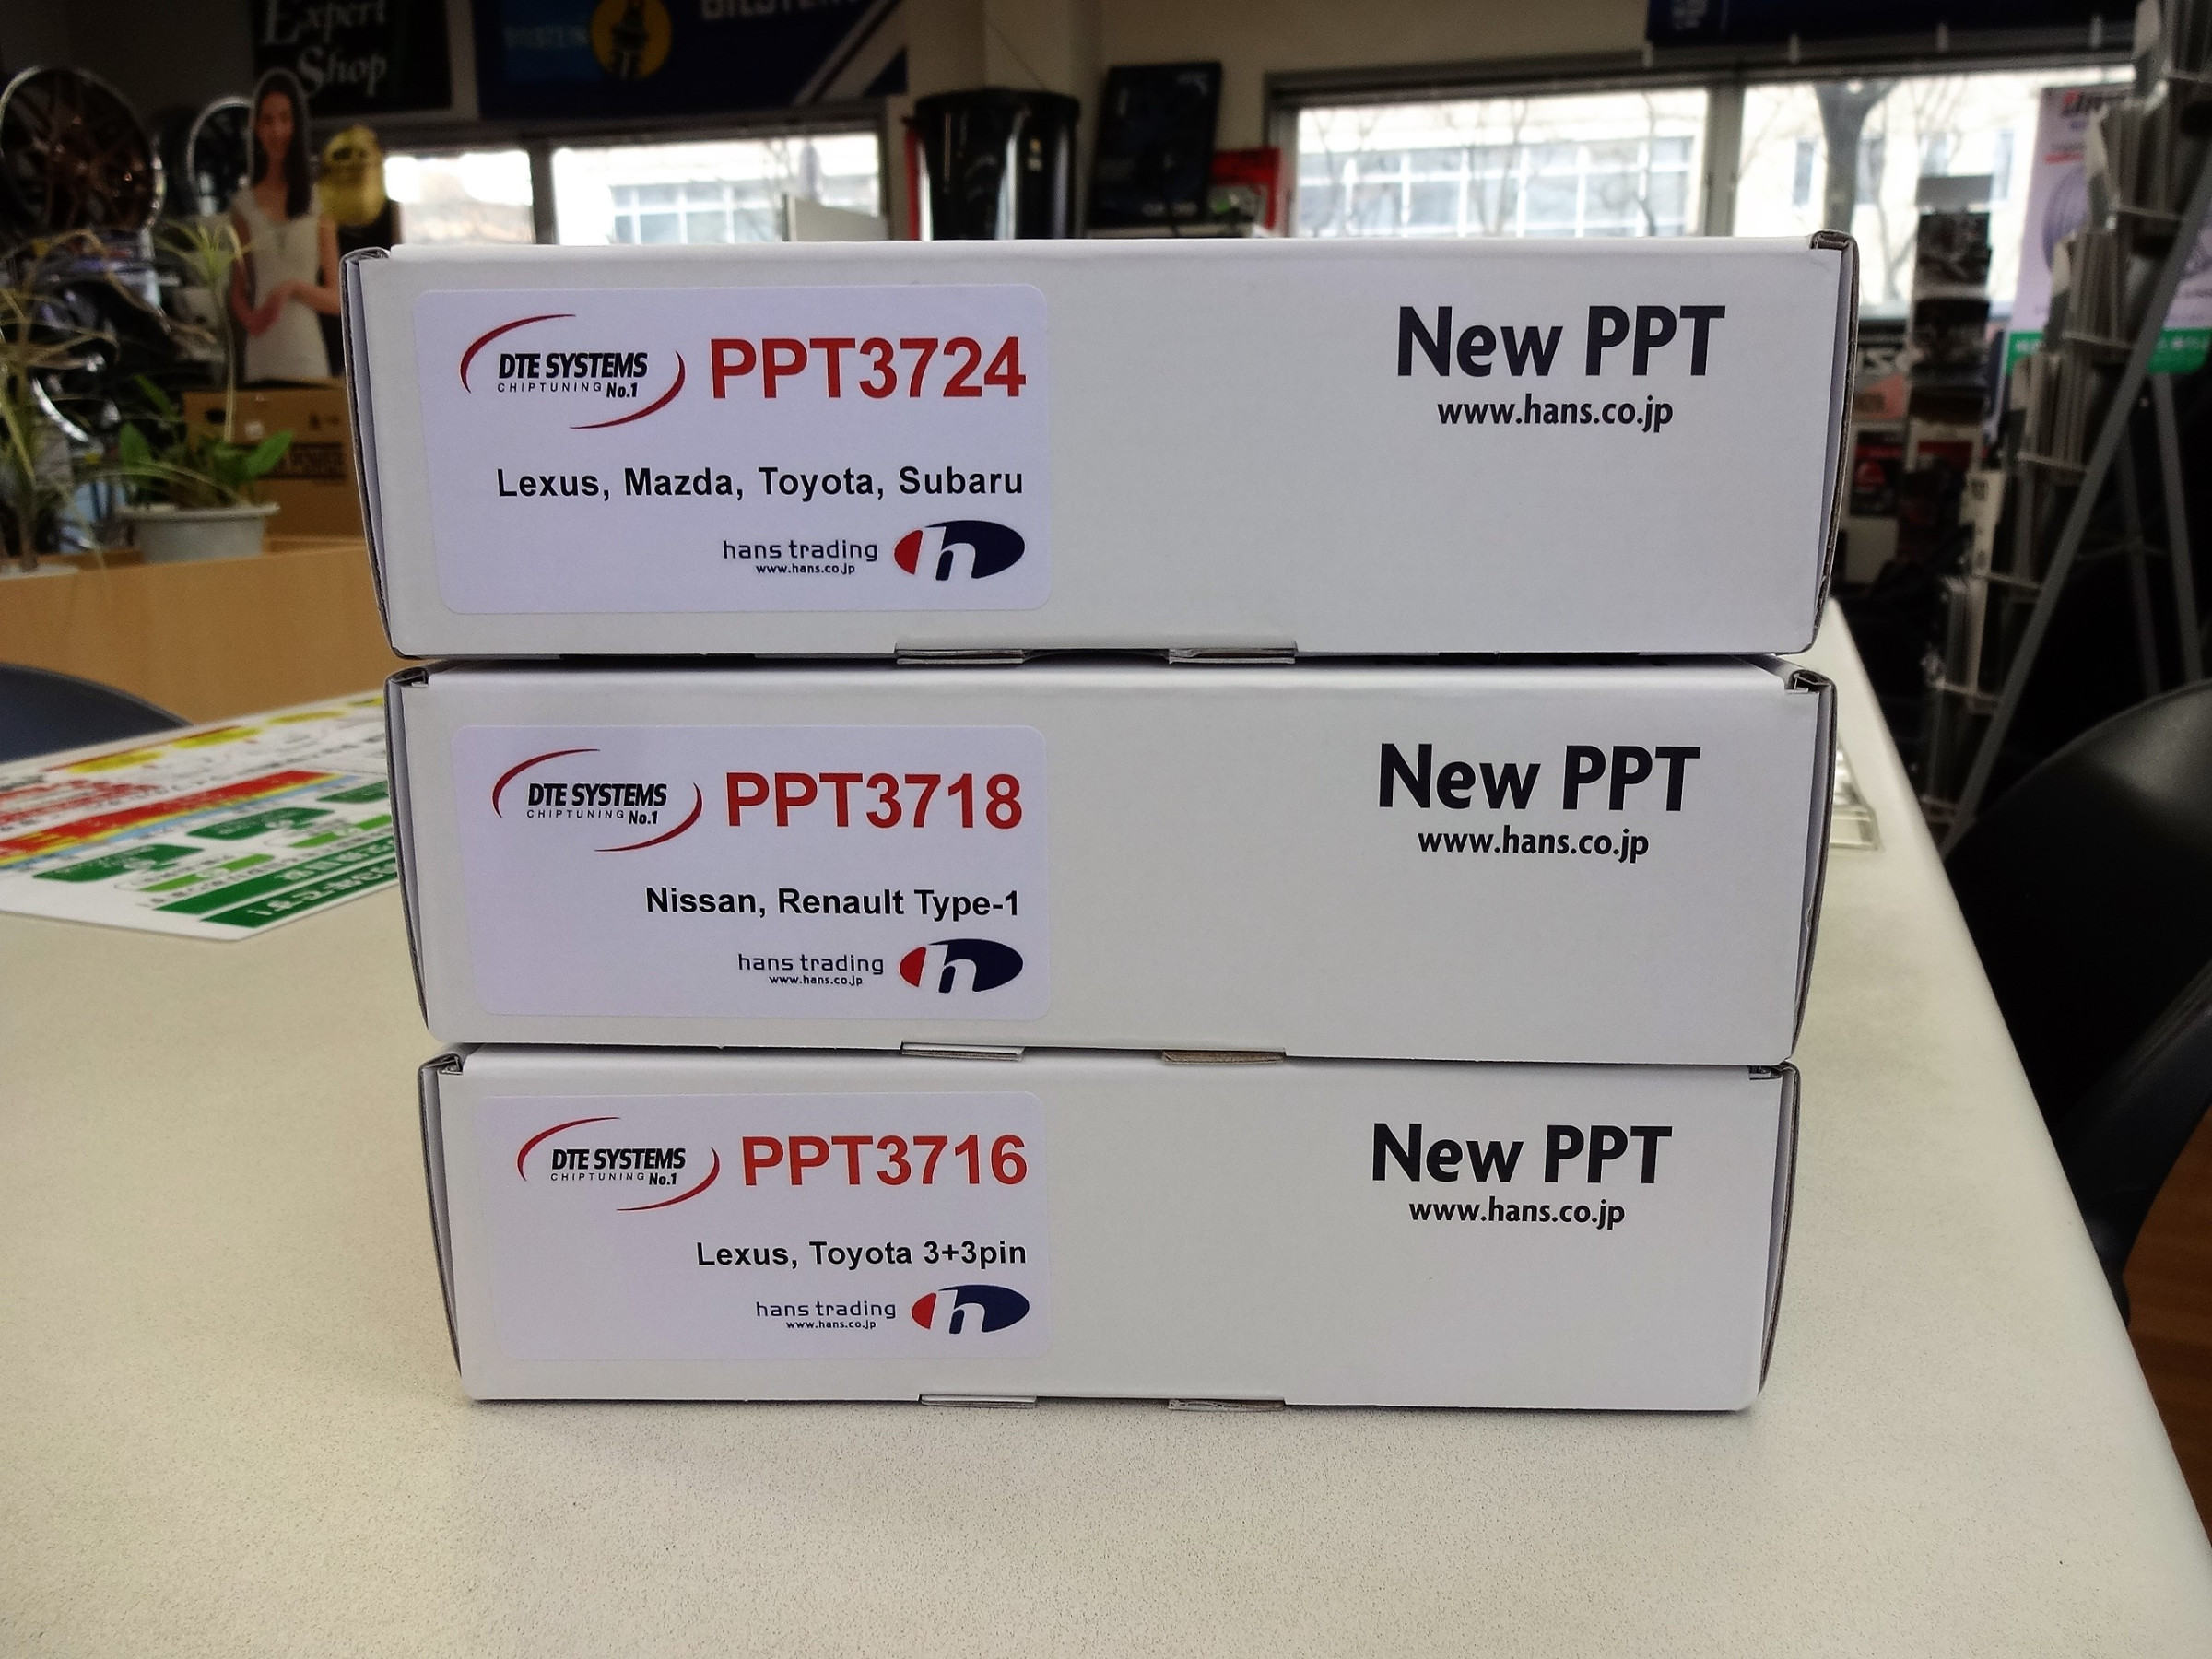 Expert
Shop
BILSTEIN
DTE SYSTEMS
CHIPTUNING No.1
PPT3724
Lexus, Mazda, Toyota, Subaru
hans trading
www.hans.co.jp
h
New PPT
www.hans.co.jp
DTE SYSTEMS
CHIPTUNING No.1
PPT3718
Nissan, Renault Type-1
hans trading
www.hans.co.jp
h
New PPT
www.hans.co.jp
DTE SYSTEMS
CHIPTUNING No.1
PPT3716
Lexus, Toyota 3+3pin
hans trading
www.hans.co.jp
h
New PPT
www.hans.co.jp